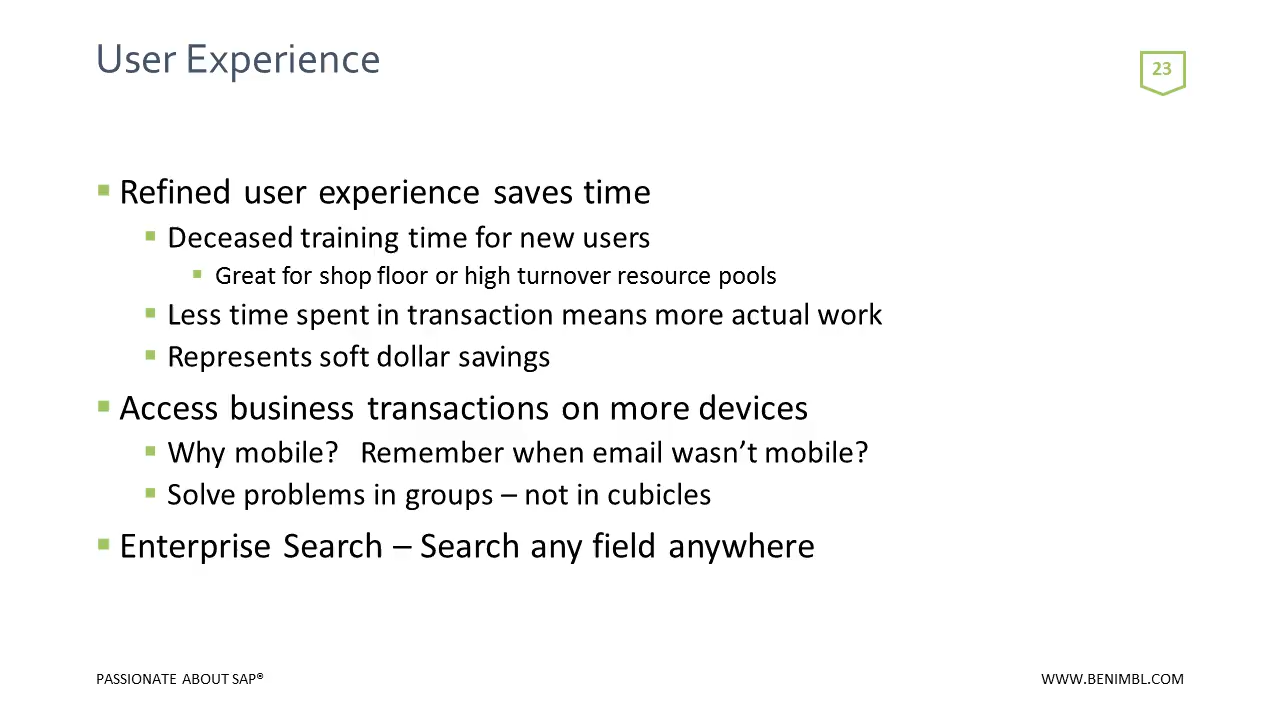 User Experience
23
Refined user experience saves time
Deceased training time for new users
Great for shop floor or high turnover resource pools
Less time spent in transaction means more actual work
Represents soft dollar savings
Access business transactions on more devices
Why mobile? Remember when email wasn’t mobile?
Solve problems in groups – not in cubicles
Enterprise Search – Search any field anywhere
PASSIONATE ABOUT SAP®
WWW.BENIMBL.COM